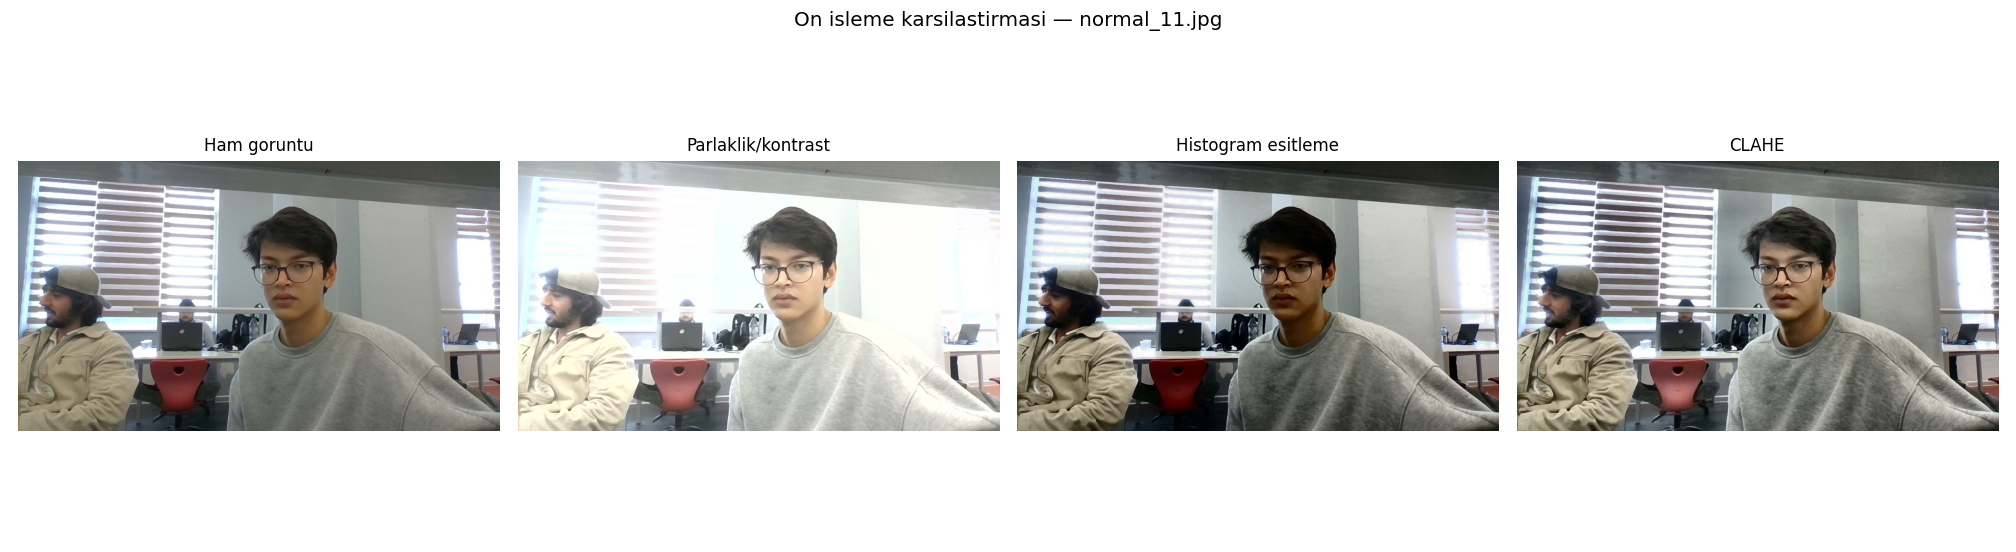 On isleme karsilastirmasi — normal_11.jpg
Ham goruntu
Parlaklik/kontrast
Histogram esitleme
CLAHE